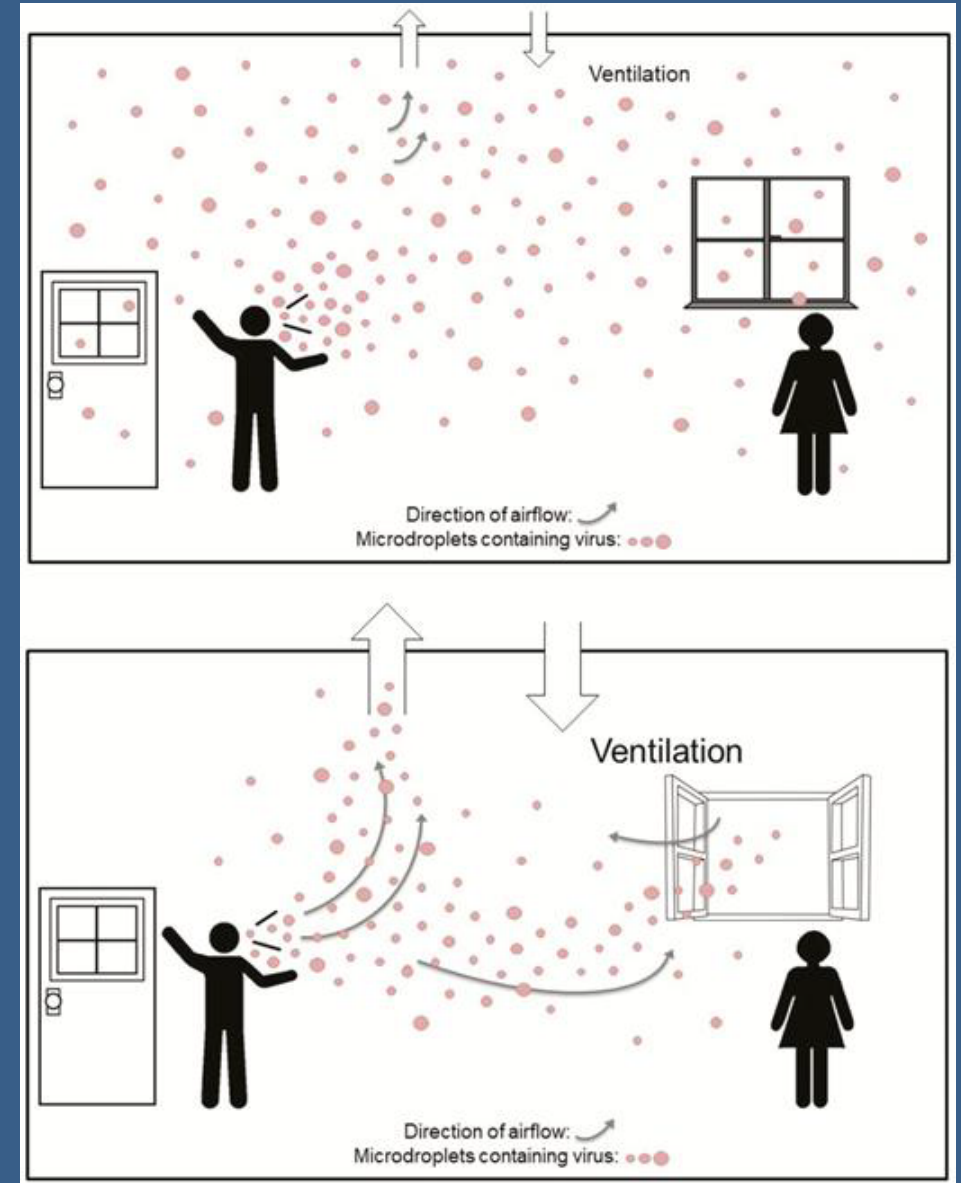 Ventilation
Direction of airflow:
Microdroplets containing virus:
Ventilation
Direction of airflow:
Microdroplets containing virus: